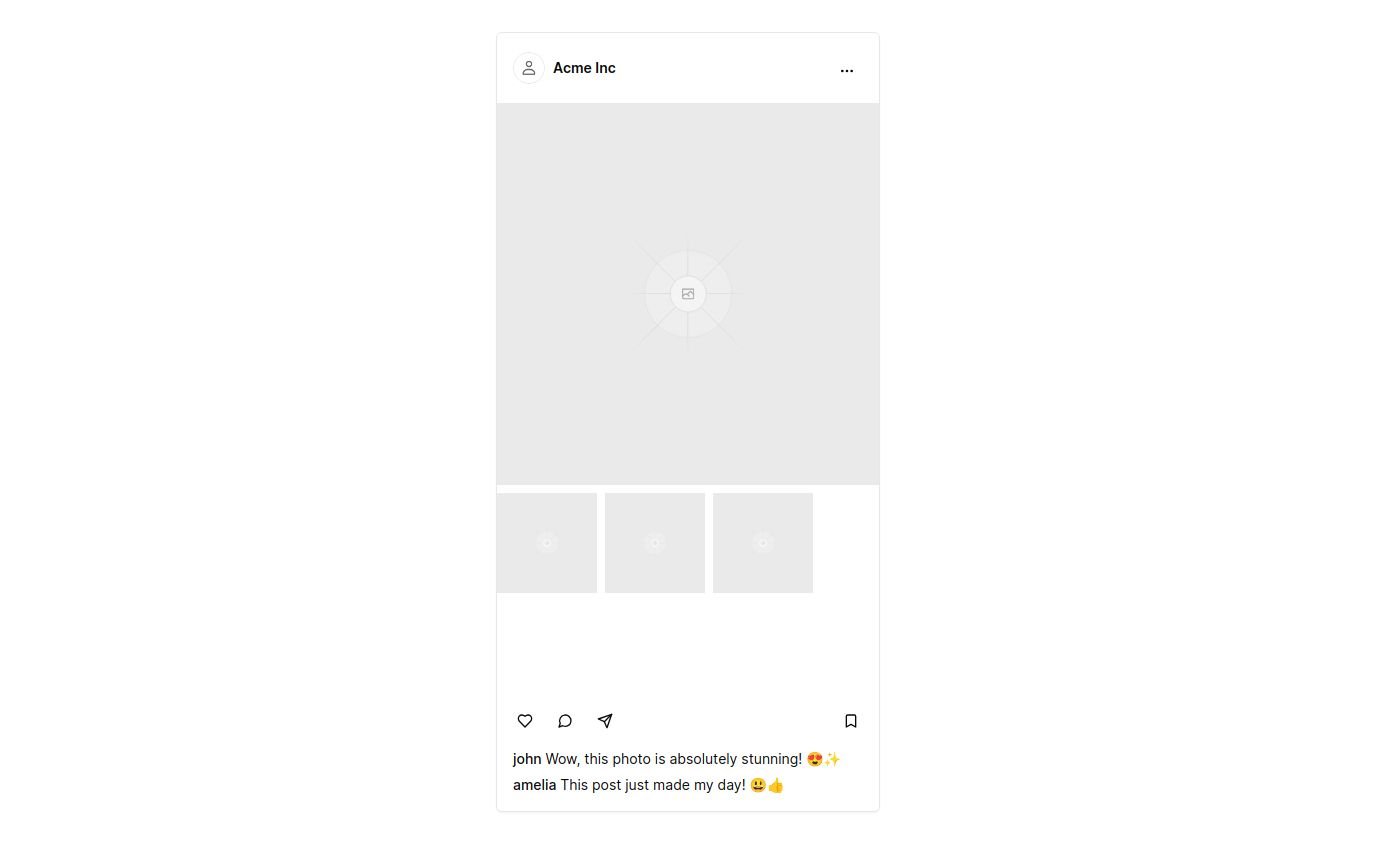 Acme Inc
john Wow, this photo is absolutely stunning! 😍✨
amelia This post just made my day! 😃👍